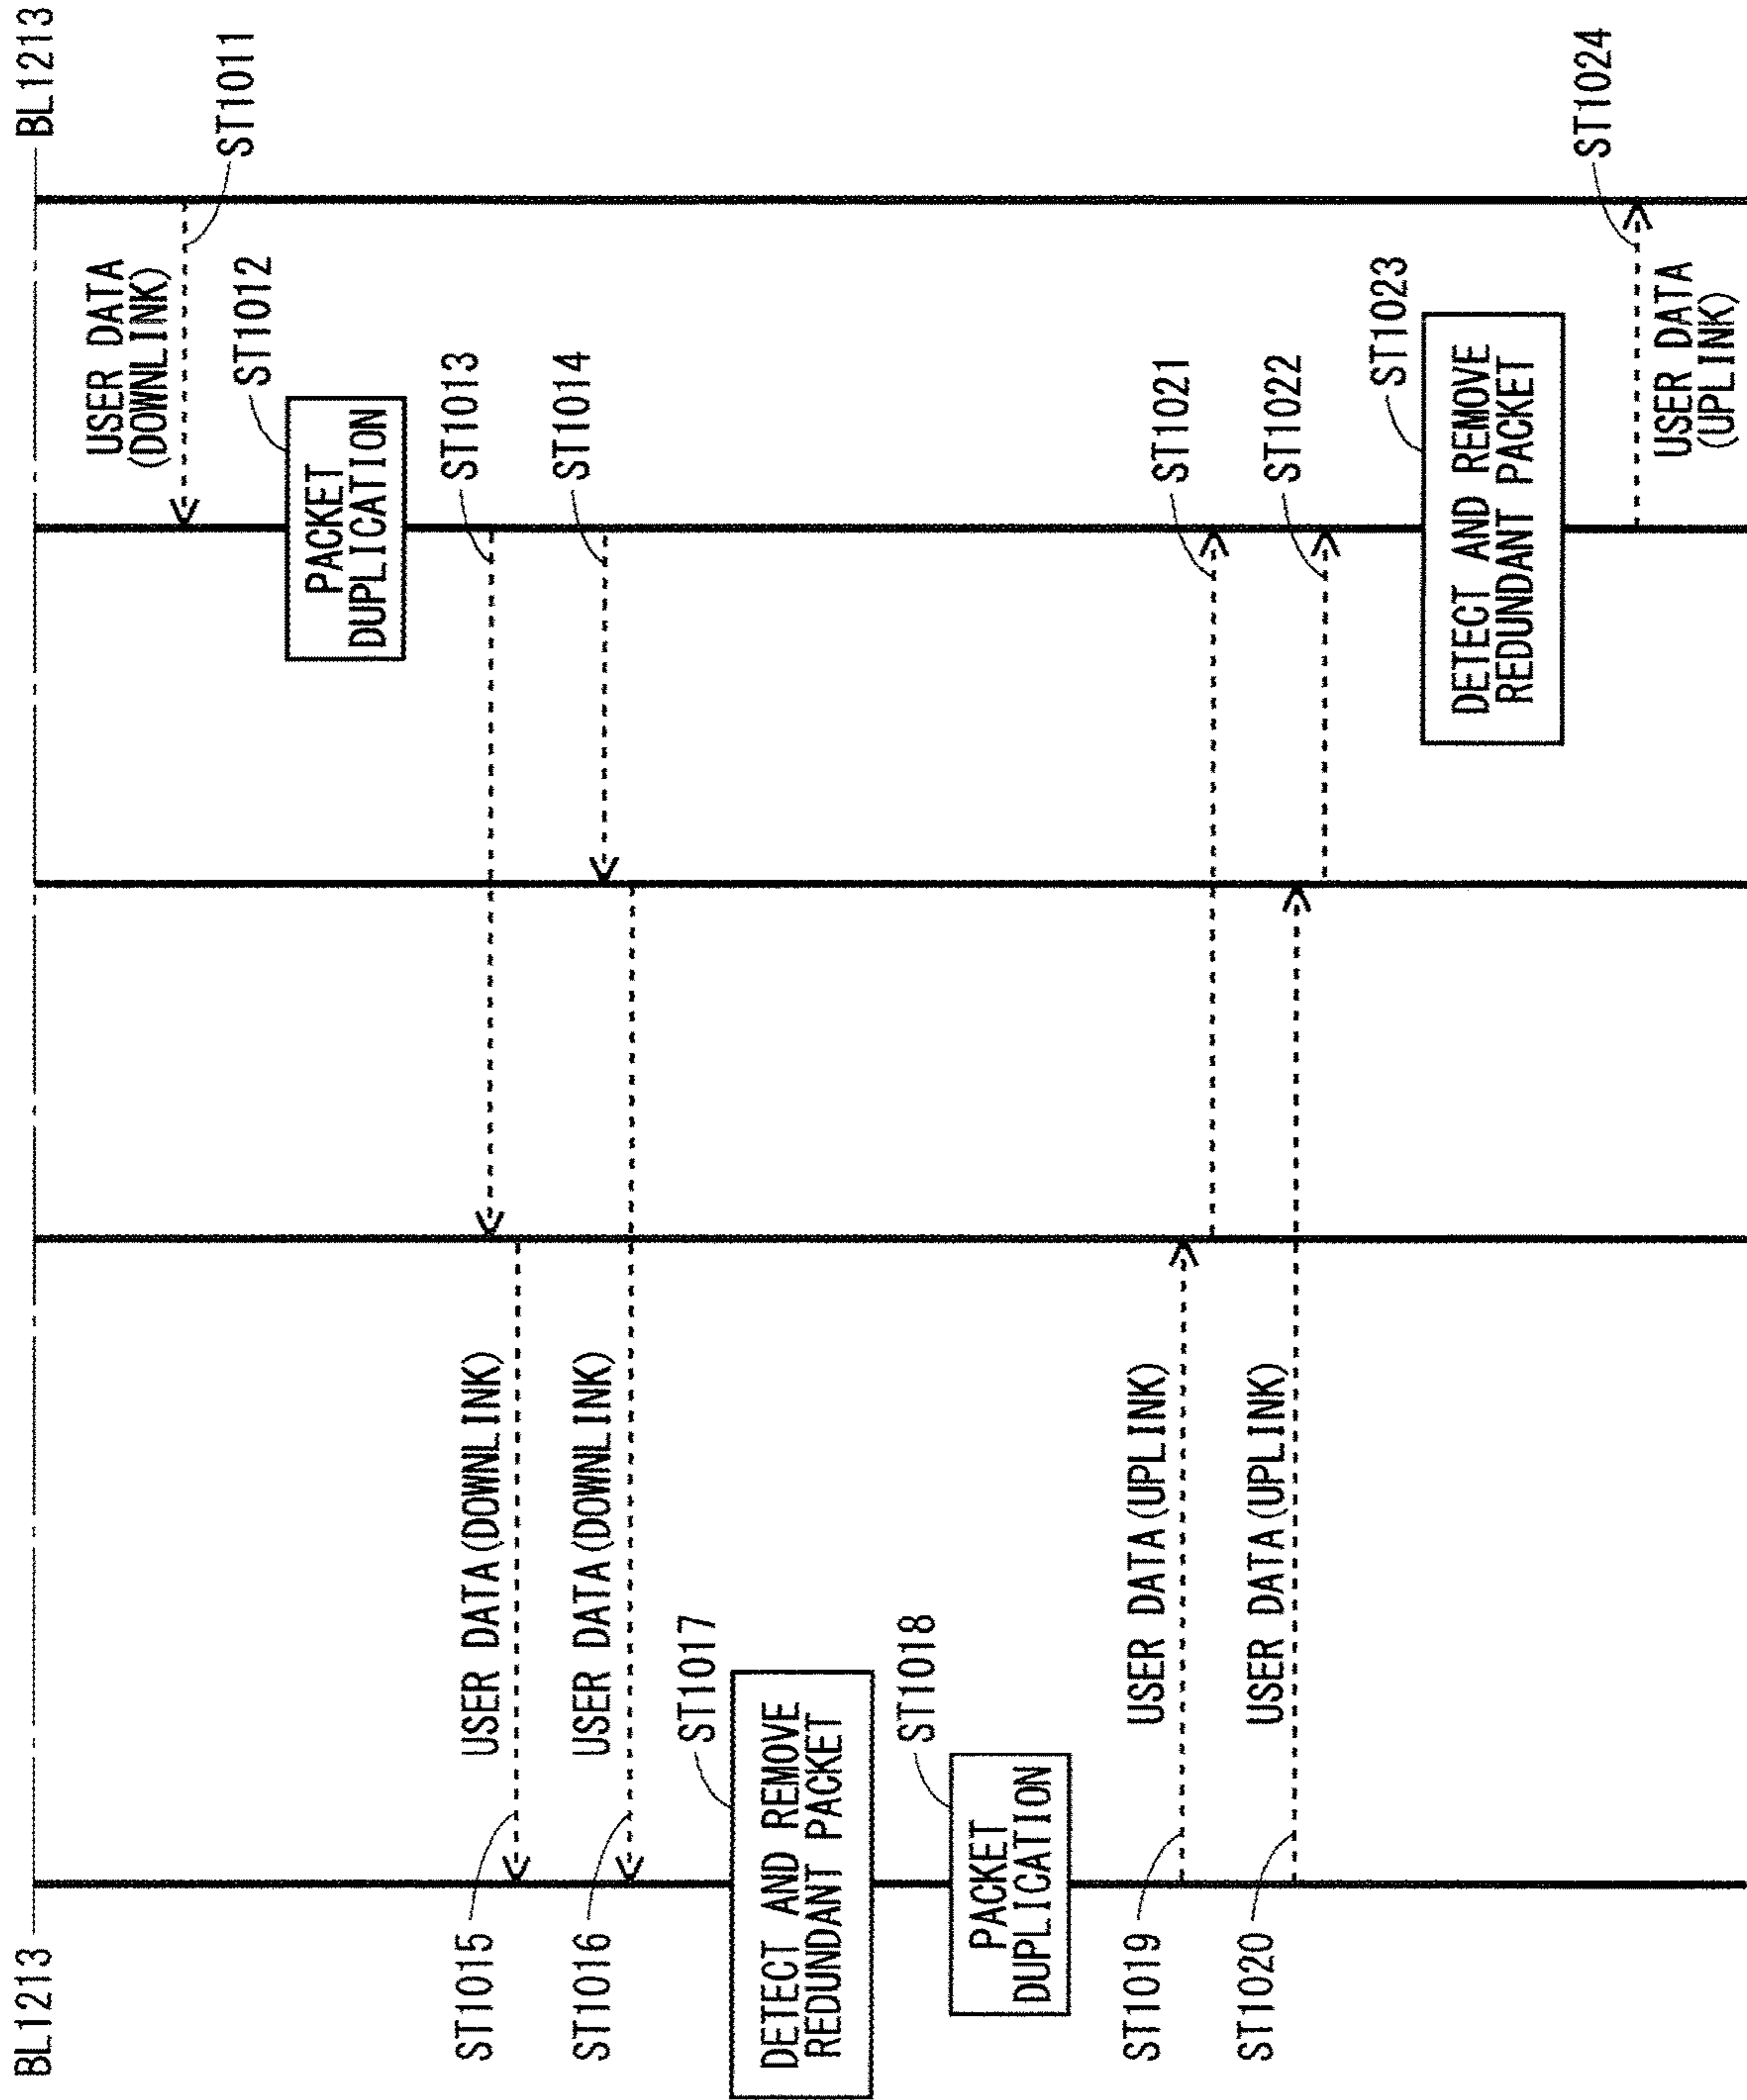 BL1213
BL1213
USER DATA
(DOWNLINK)
ST1011
ST1012
PACKET
DUPLICATION
ST1013
ST1014
ST1015
USER DATA(DOWNLINK)
ST1016
USER DATA(DOWNLINK)
ST1017
DETECT AND REMOVE
REDUNDANT PACKET
ST1018
PACKET
DUPLICATION
ST1019
USER DATA(UPLINK)
ST1020
USER DATA(UPLINK)
ST1021
ST1022
ST1023
DETECT AND REMOVE
REDUNDANT PACKET
ST1024
USER DATA
(UPLINK)